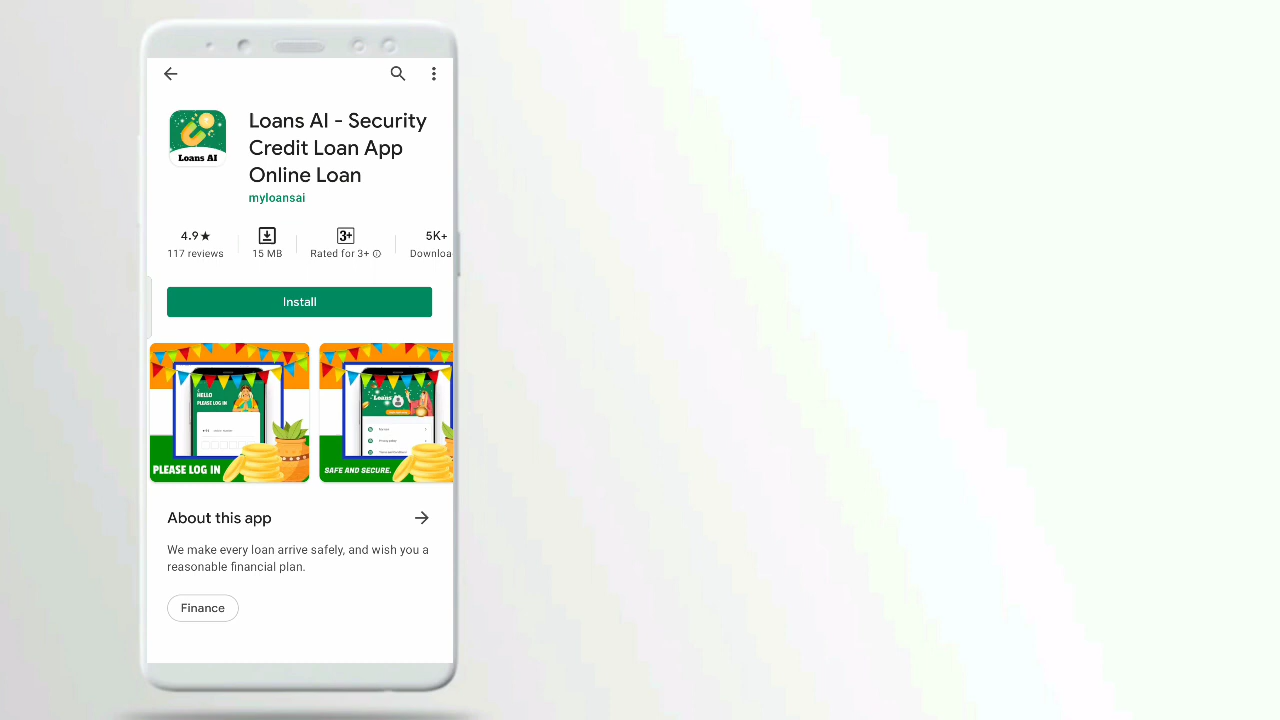 Loans AI - Security
Credit Loan App
Online Loan
Loans AI
myloansai
4.9★
3+
5K+
117 reviews
15 MB
Rated for 3+
Downloa
Install
HELLO
PLEASE LOG IN
PLEASE LOG IN
Loans
SAFE AND SECURE.
About this app
We make every loan arrive safely, and wish you a
reasonable financial plan.
Finance